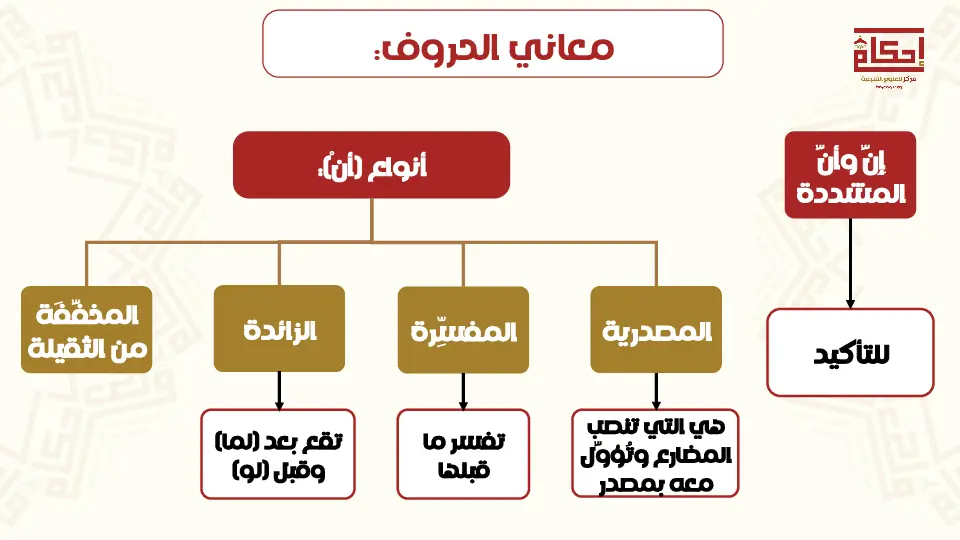 معاني الحروف:
إحكام
مركز للعلوم الشرعية
إنّ وأنّ
المشددة
للتأكيد
أنواع (أنْ):
المصدرية
هي التي تنصب
المضارع وتُؤوّل
معه بمصدر
المفسِّرة
تفسر ما
قبلها
الزائدة
تقع بعد (لما)
وقبل (لو)
المخفَّفَة
من الثقيلة